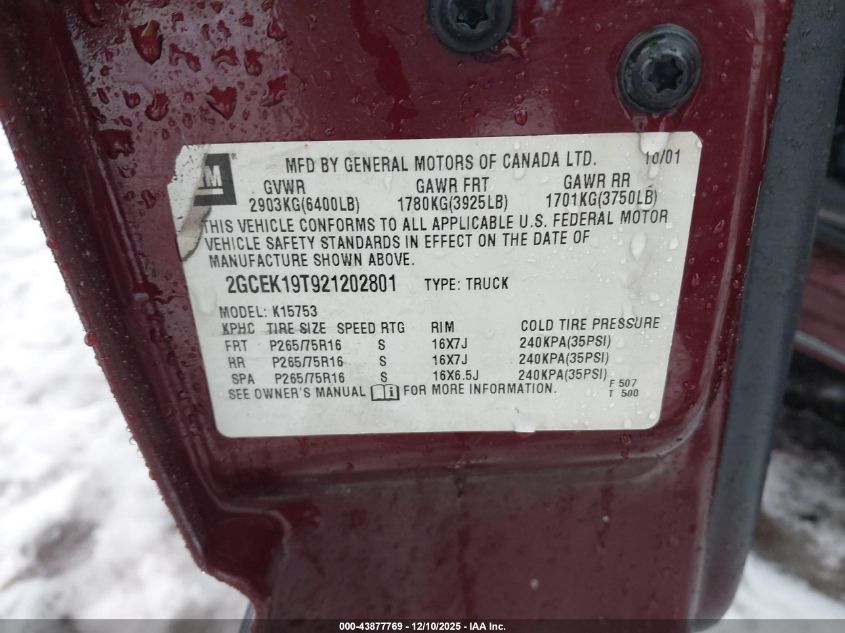 GM
MFD BY GENERAL MOTORS OF CANADA LTD. 10/01
GVWR GAWR FRT GAWR RR
2903KG(6400LB) 1780KG(3925LB) 1701KG(3750LB)
THIS VEHICLE CONFORMS TO ALL APPLICABLE U.S. FEDERAL MOTOR
VEHICLE SAFETY STANDARDS IN EFFECT ON THE DATE OF
MANUFACTURE SHOWN ABOVE.
2GCEK19T921202801 TYPE: TRUCK
MODEL: K15753
KPHC TIRE SIZE SPEED RTG RIM COLD TIRE PRESSURE
FRT P265/75R16 S 16X7J 240KPA(35PSI)
RR P265/75R16 S 16X7J 240KPA(35PSI)
SPA P265/75R16 S 16X6.5J 240KPA(35PSI)
SEE OWNER'S MANUAL FOR MORE INFORMATION.
F 507
T 500
000-43877769 – 12/10/2025 – IAA Inc.